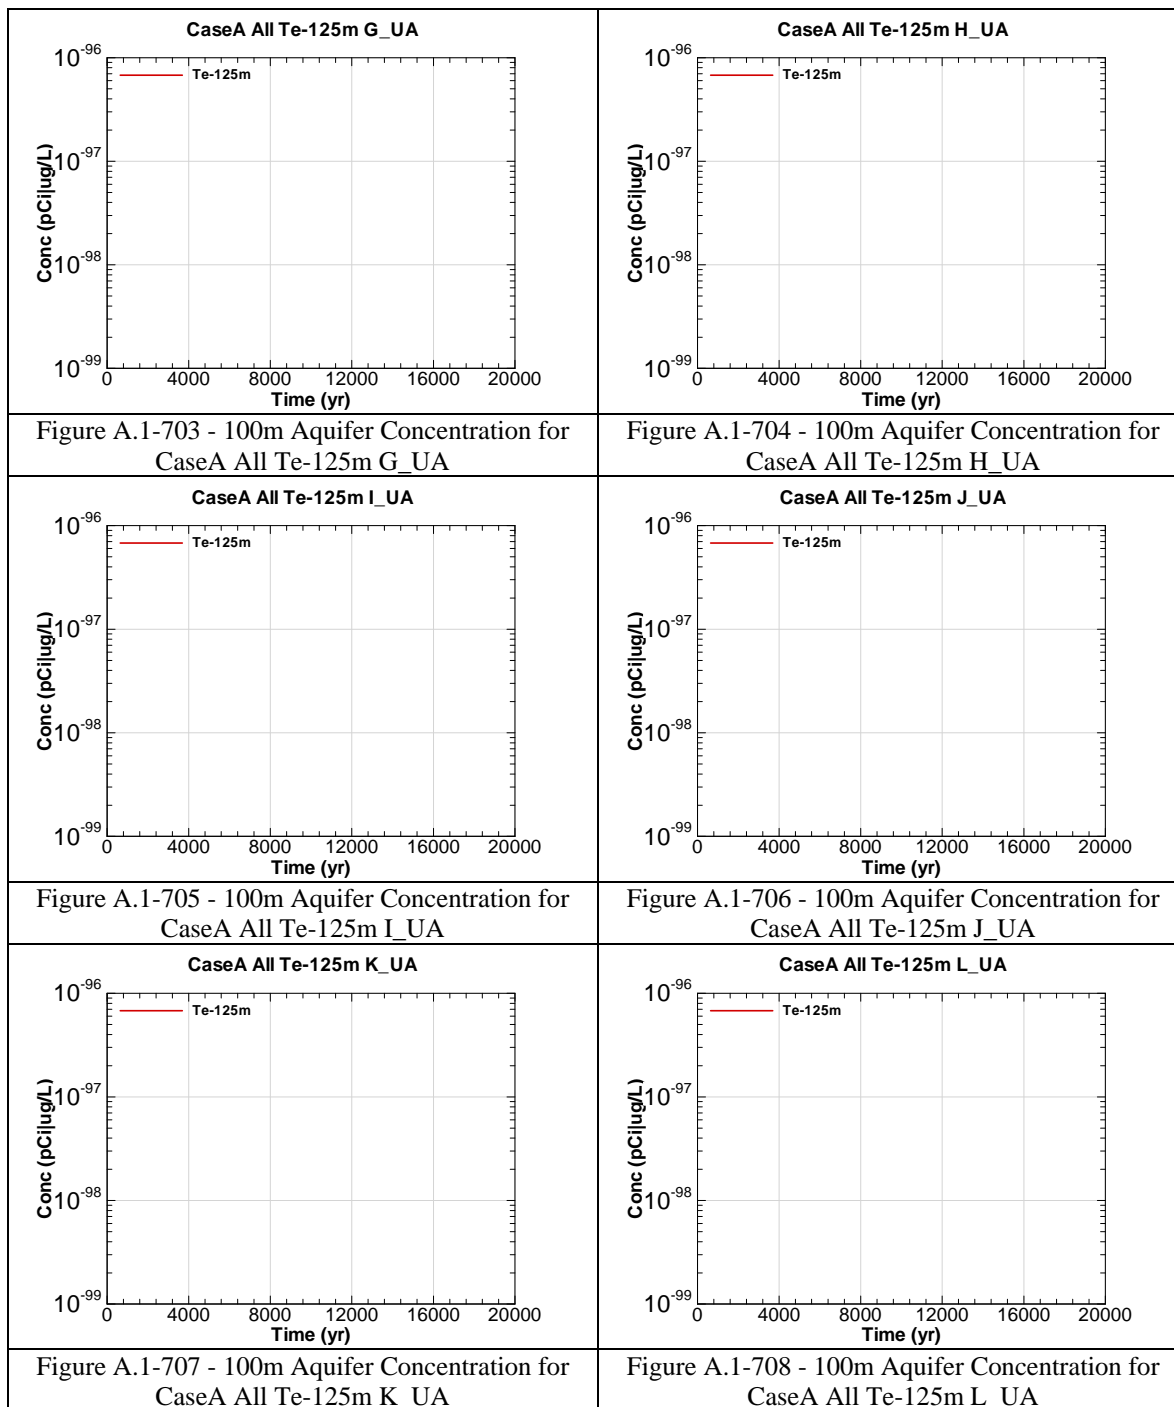 CaseA All Te-125m G_UA
Te-125m
Conc (pCi|ug/L)
10^-96
10^-97
10^-98
10^-99
0 4000 8000 12000 16000 20000
Time (yr)
Figure A.1-703 - 100m Aquifer Concentration for
CaseA All Te-125m G_UA
CaseA All Te-125m H_UA
Te-125m
Conc (pCi|ug/L)
10^-96
10^-97
10^-98
10^-99
0 4000 8000 12000 16000 20000
Time (yr)
Figure A.1-704 - 100m Aquifer Concentration for
CaseA All Te-125m H_UA
CaseA All Te-125m I_UA
Te-125m
Conc (pCi|ug/L)
10^-96
10^-97
10^-98
10^-99
0 4000 8000 12000 16000 20000
Time (yr)
Figure A.1-705 - 100m Aquifer Concentration for
CaseA All Te-125m I_UA
CaseA All Te-125m J_UA
Te-125m
Conc (pCi|ug/L)
10^-96
10^-97
10^-98
10^-99
0 4000 8000 12000 16000 20000
Time (yr)
Figure A.1-706 - 100m Aquifer Concentration for
CaseA All Te-125m J_UA
CaseA All Te-125m K_UA
Te-125m
Conc (pCi|ug/L)
10^-96
10^-97
10^-98
10^-99
0 4000 8000 12000 16000 20000
Time (yr)
Figure A.1-707 - 100m Aquifer Concentration for
CaseA All Te-125m K_UA
CaseA All Te-125m L_UA
Te-125m
Conc (pCi|ug/L)
10^-96
10^-97
10^-98
10^-99
0 4000 8000 12000 16000 20000
Time (yr)
Figure A.1-708 - 100m Aquifer Concentration for
CaseA All Te-125m L_UA